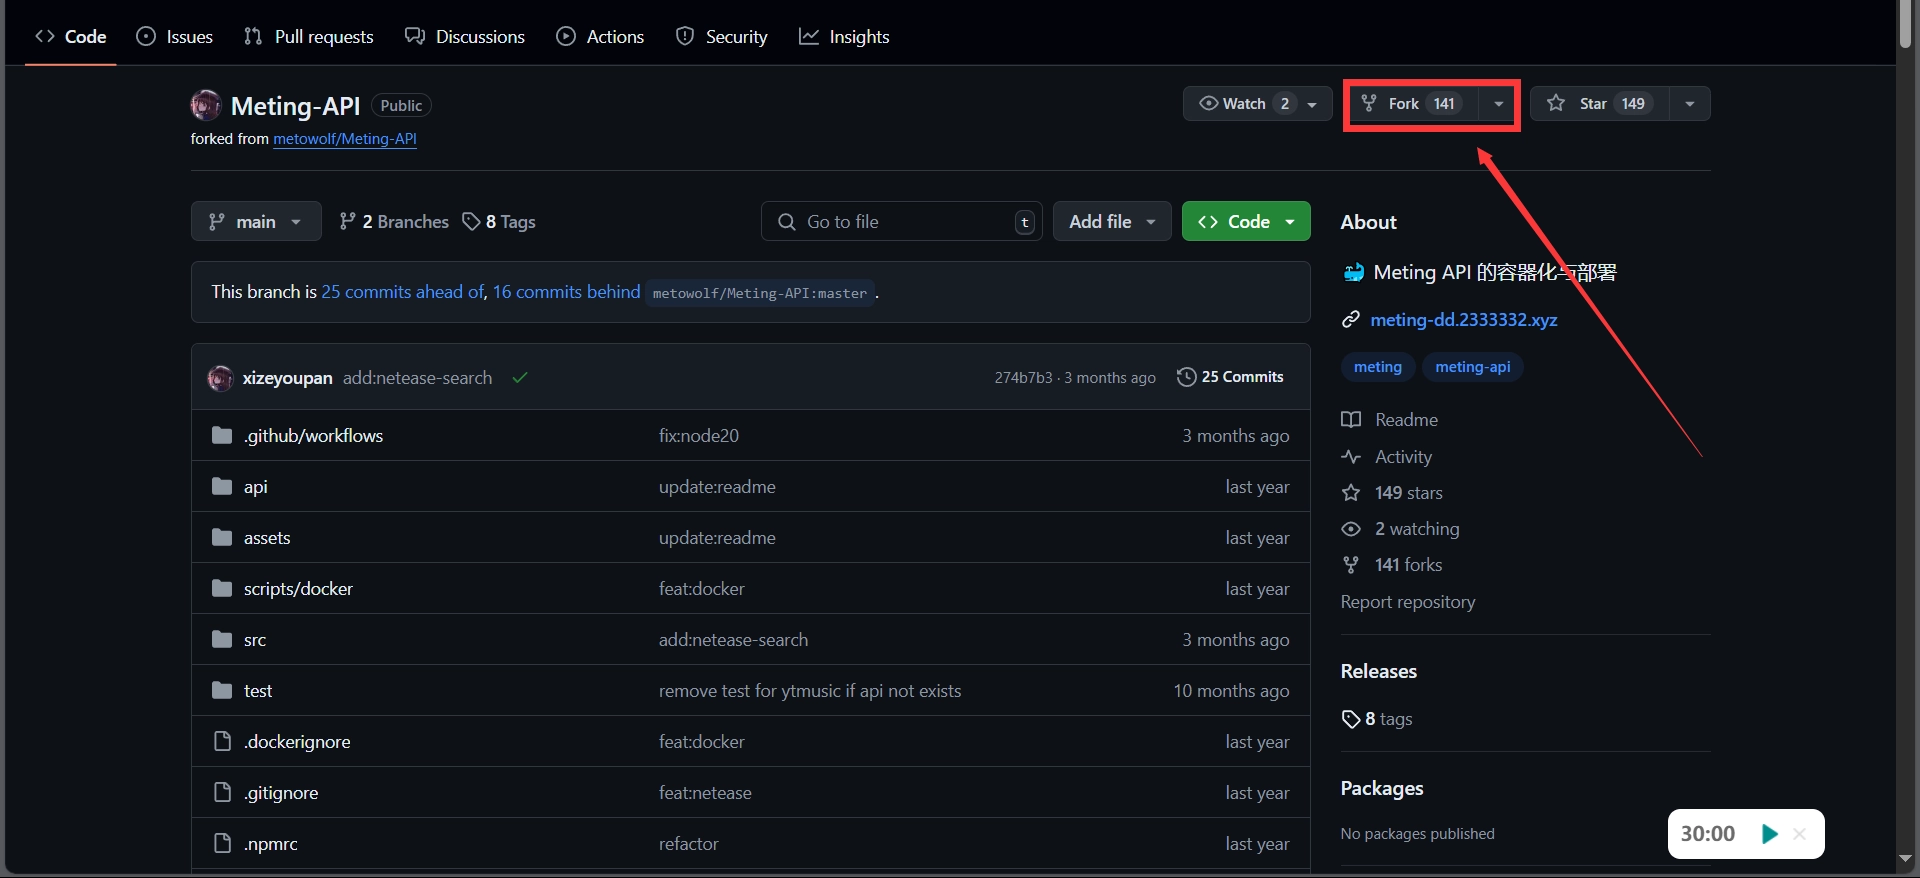 Code Issues Pull requests Discussions Actions Security Insights
Meting-API Public Watch 2 Fork 141 Star 149
forked from metowolf/Meting-API
main 2 Branches 8 Tags Go to file t Add file Code
This branch is 25 commits ahead of, 16 commits behind metowolf/Meting-API:master .
xizeyoupan add:netease-search 274b7b3 · 3 months ago 25 Commits
.github/workflows fix:node20 3 months ago
api update:readme last year
assets update:readme last year
scripts/docker feat:docker last year
src add:netease-search 3 months ago
test remove test for ytmusic if api not exists 10 months ago
.dockerignore feat:docker last year
.gitignore feat:netease last year
.npmrc refactor last year
About
Meting API 的容器化与部署
meting-dd.2333332.xyz
meting meting-api
Readme
Activity
149 stars
2 watching
141 forks
Report repository
Releases
8 tags
Packages
No packages published
30:00